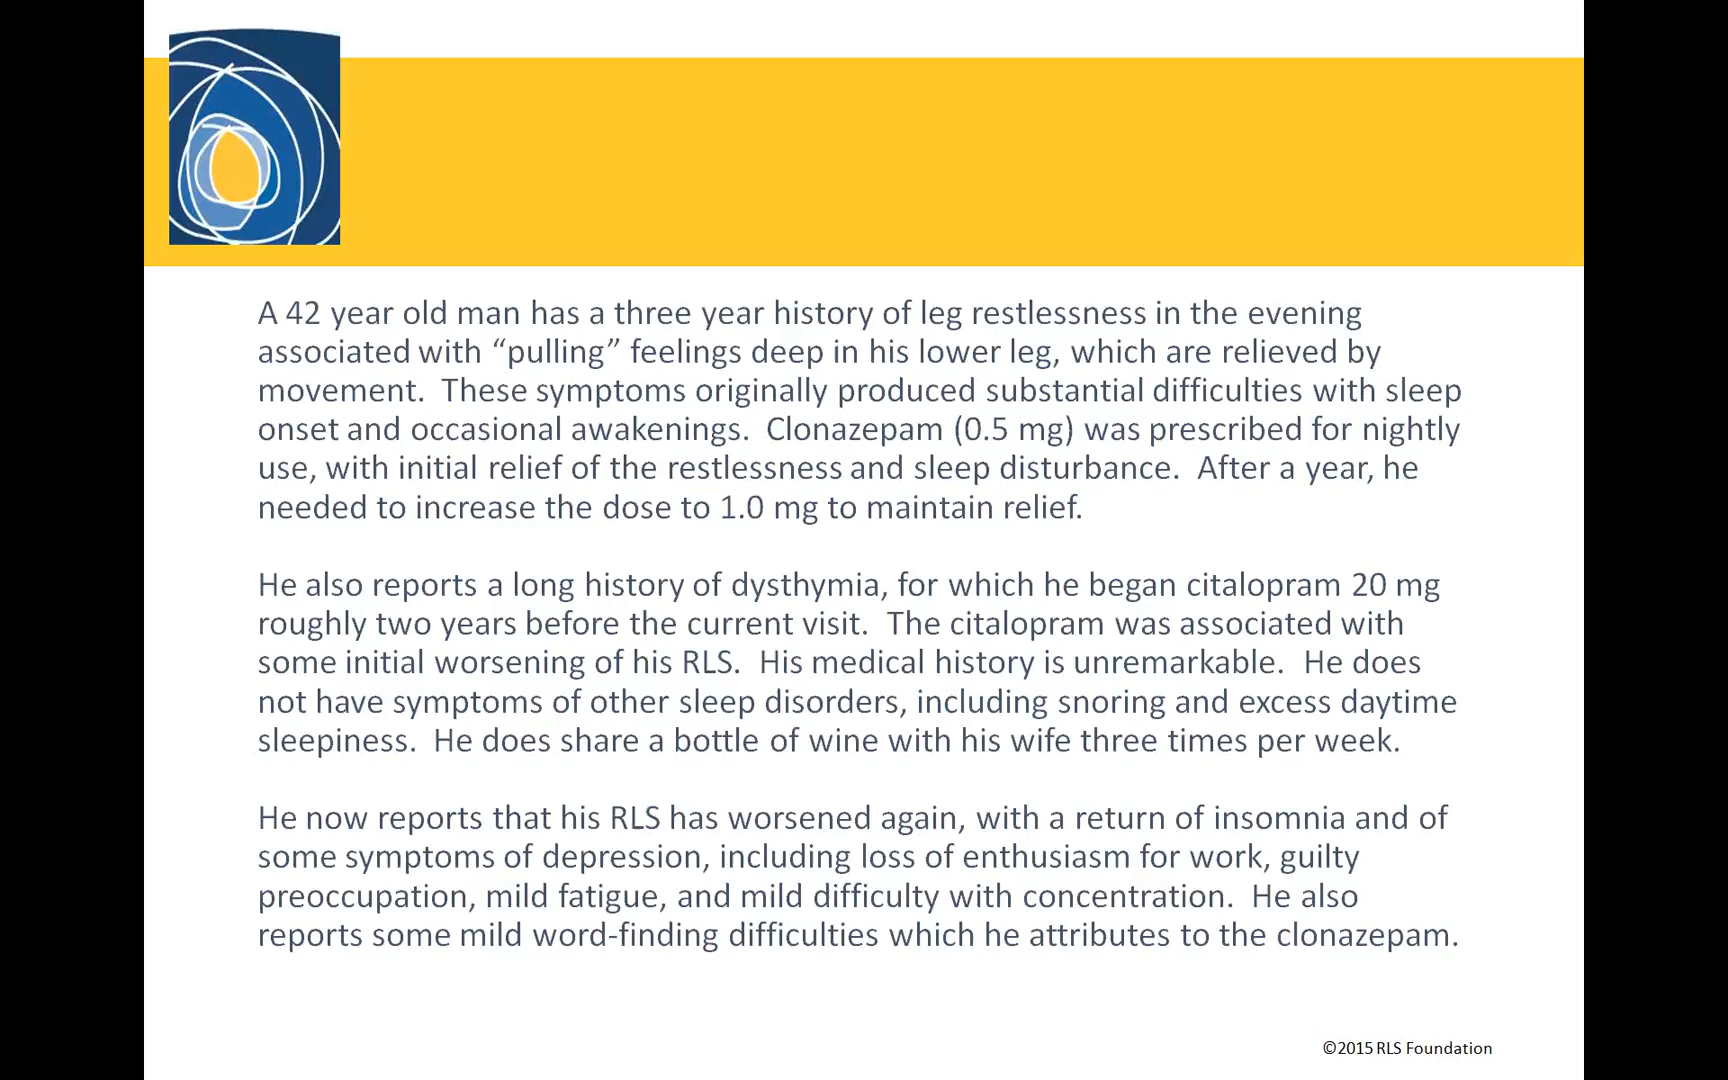 A 42 year old man has a three year history of leg restlessness in the evening
associated with “pulling” feelings deep in his lower leg, which are relieved by
movement.  These symptoms originally produced substantial difficulties with sleep
onset and occasional awakenings.  Clonazepam (0.5 mg) was prescribed for nightly
use, with initial relief of the restlessness and sleep disturbance.  After a year, he
needed to increase the dose to 1.0 mg to maintain relief.
He also reports a long history of dysthymia, for which he began citalopram 20 mg
roughly two years before the current visit.  The citalopram was associated with
some initial worsening of his RLS.  His medical history is unremarkable.  He does
not have symptoms of other sleep disorders, including snoring and excess daytime
sleepiness.  He does share a bottle of wine with his wife three times per week.
He now reports that his RLS has worsened again, with a return of insomnia and of
some symptoms of depression, including loss of enthusiasm for work, guilty
preoccupation, mild fatigue, and mild difficulty with concentration.  He also
reports some mild word-finding difficulties which he attributes to the clonazepam.
©2015 RLS Foundation